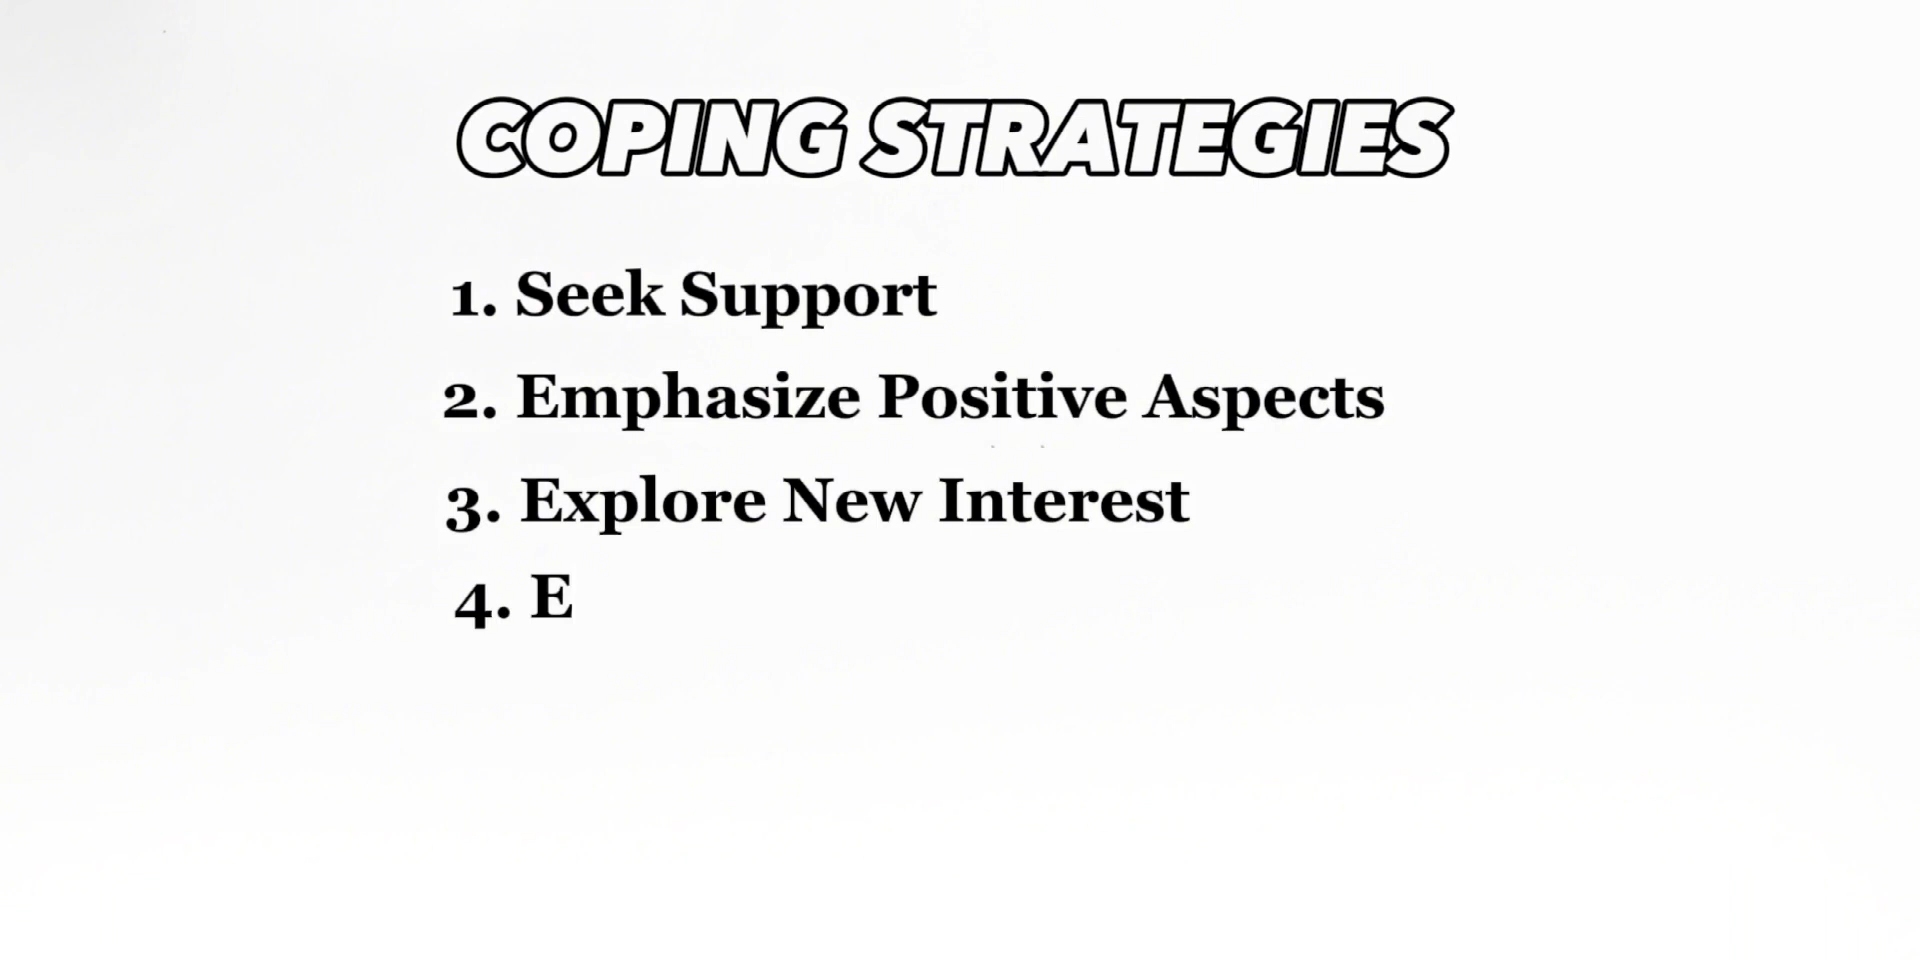 COPING STRATEGIES
1. Seek Support
2. Emphasize Positive Aspects
3. Explore New Interest
4. E